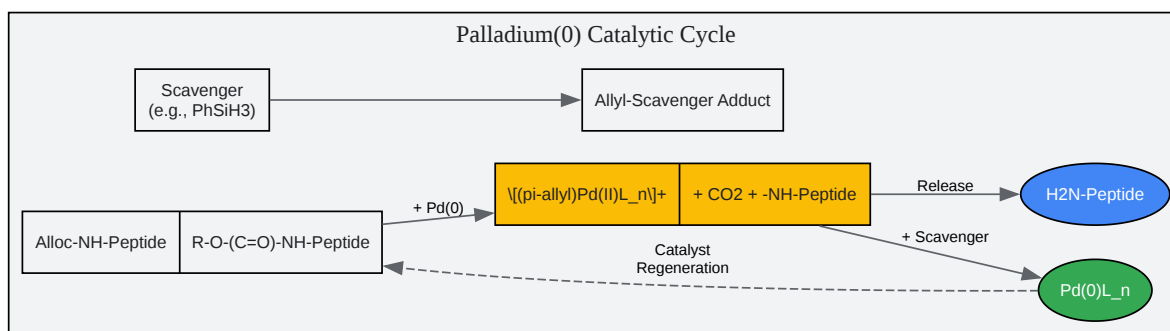 Palladium(0) Catalytic Cycle
Scavenger
(e.g., PhSiH3)
Allyl-Scavenger Adduct
Alloc-NH-Peptide
R-O-(C=O)-NH-Peptide
+ Pd(0)
\[(pi-allyl)Pd(II)L_n\]+
+ CO2 + -NH-Peptide
Release
H2N-Peptide
+ Scavenger
Catalyst
Regeneration
Pd(0)L_n